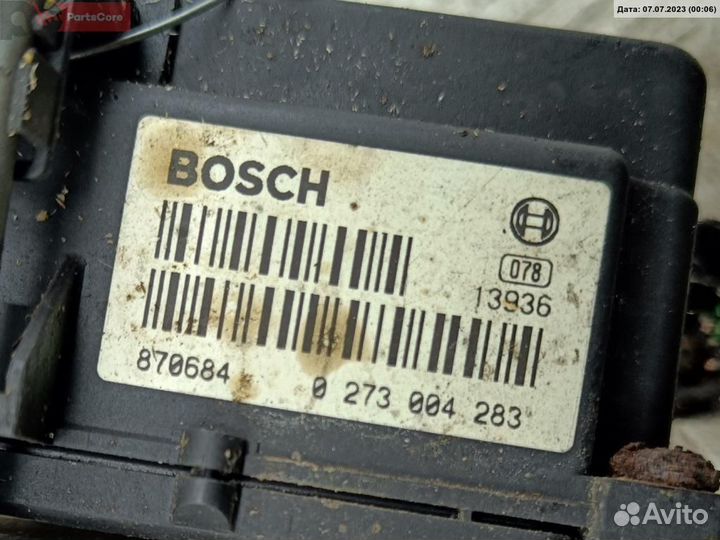 PartsCore
Дата: 07.07.2023 (00:06)
BOSCH
078
13936
870684
0 273 004 283
Avito